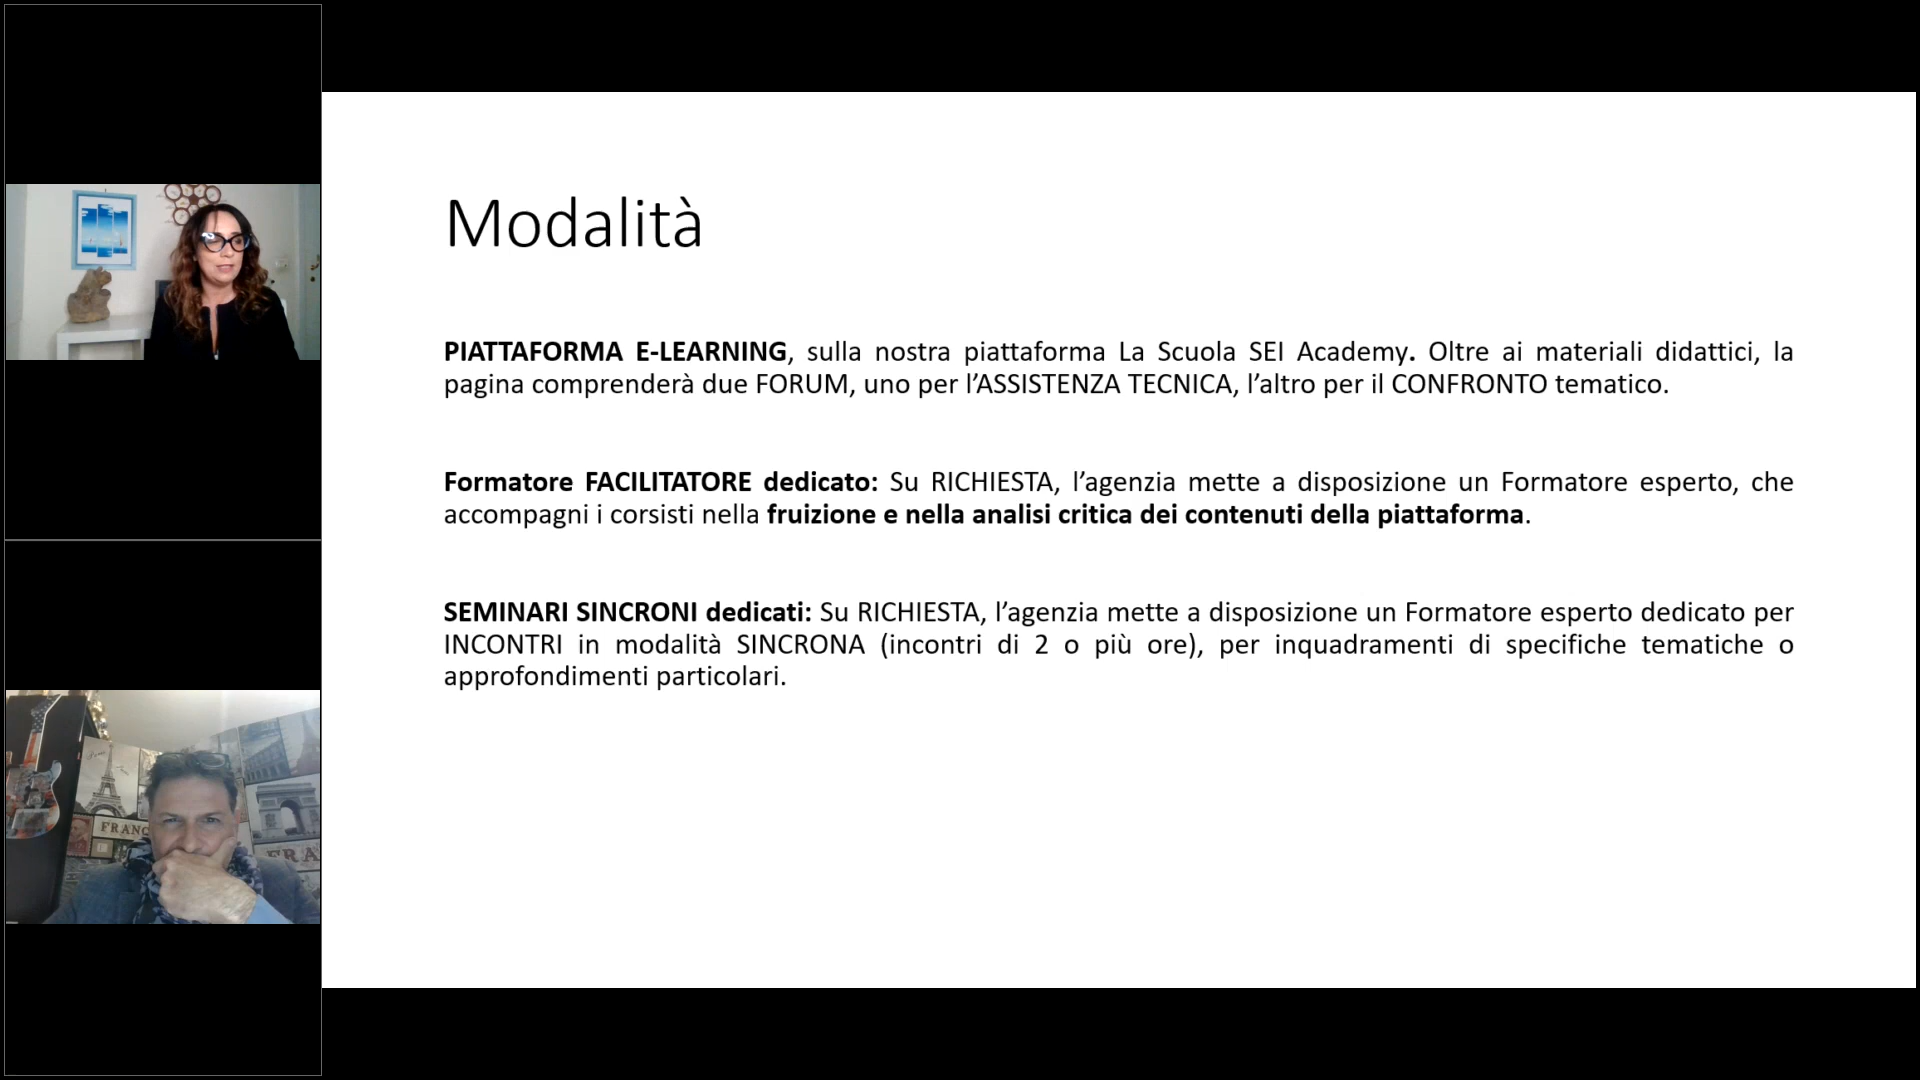 Modalità
PIATTAFORMA E-LEARNING, sulla nostra piattaforma La Scuola SEI Academy. Oltre ai materiali didattici, la
pagina comprenderà due FORUM, uno per l’ASSISTENZA TECNICA, l’altro per il CONFRONTO tematico.
Formatore FACILITATORE dedicato: Su RICHIESTA, l’agenzia mette a disposizione un Formatore esperto, che
accompagni i corsisti nella fruizione e nella analisi critica dei contenuti della piattaforma.
SEMINARI SINCRONI dedicati: Su RICHIESTA, l’agenzia mette a disposizione un Formatore esperto dedicato per
INCONTRI in modalità SINCRONA (incontri di 2 o più ore), per inquadramenti di specifiche tematiche o
approfondimenti particolari.
FRANC
FRA